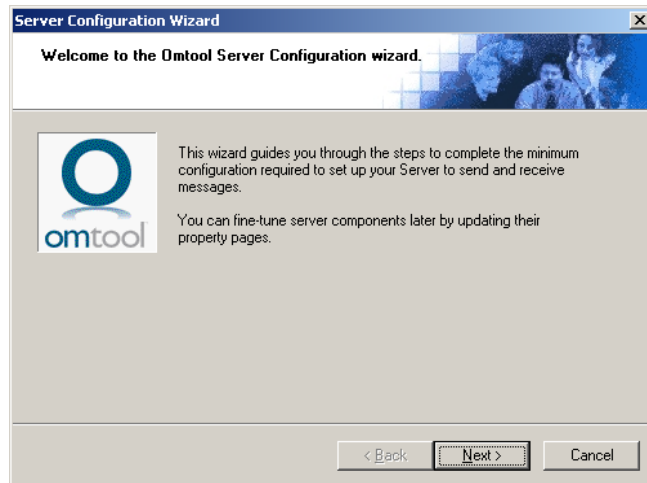 Server Configuration Wizard
Welcome to the Omtool Server Configuration wizard.
omtool
This wizard guides you through the steps to complete the minimum
configuration required to set up your Server to send and receive
messages.
You can fine-tune server components later by updating their
property pages.
< Back Next > Cancel